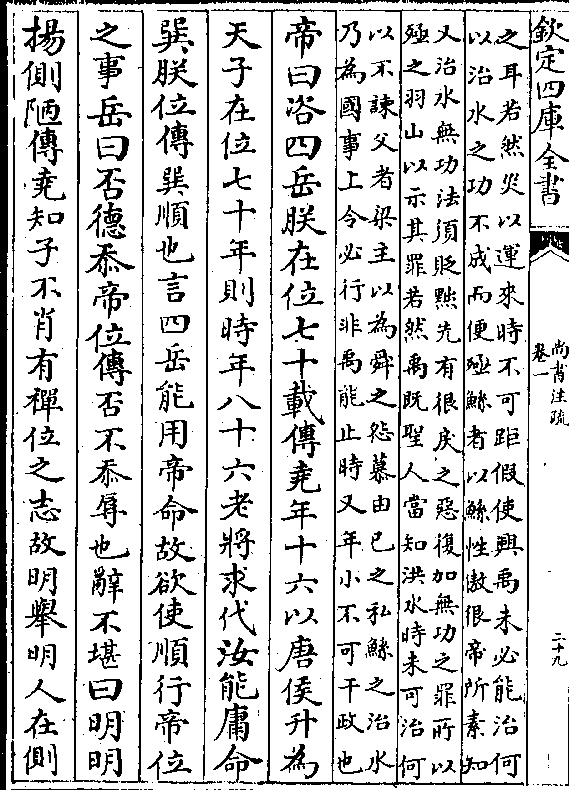 欽定四庫全書
尚書注疏
卷一
二十九
之耳若然災以運來時不可距假使興禹未必能治何
以治水之功不成而便殛鯀者以鯀性傲很帝所素知
又治水無功法須貶黜先有很戾之惡復加無功之罪所以
殛之羽山以示其罪若然禹既聖人當知洪水時未可治何
以不諫父者梁主以為舜之怨慕由己之私鯀之治水
乃為國事上令必行非禹能止時又年小不可干政也
帝曰咨四岳朕在位七十載傳堯年十六以唐侯升為
天子在位七十年則時年八十六老將求代汝能庸命
巽朕位傳巽順也言四岳能用帝命故欲使順行帝位
之事岳曰否德忝帝位傳否不忝辱也辭不堪曰明明
揚側陋傳堯知子不肖有禪位之志故明舉明人在側